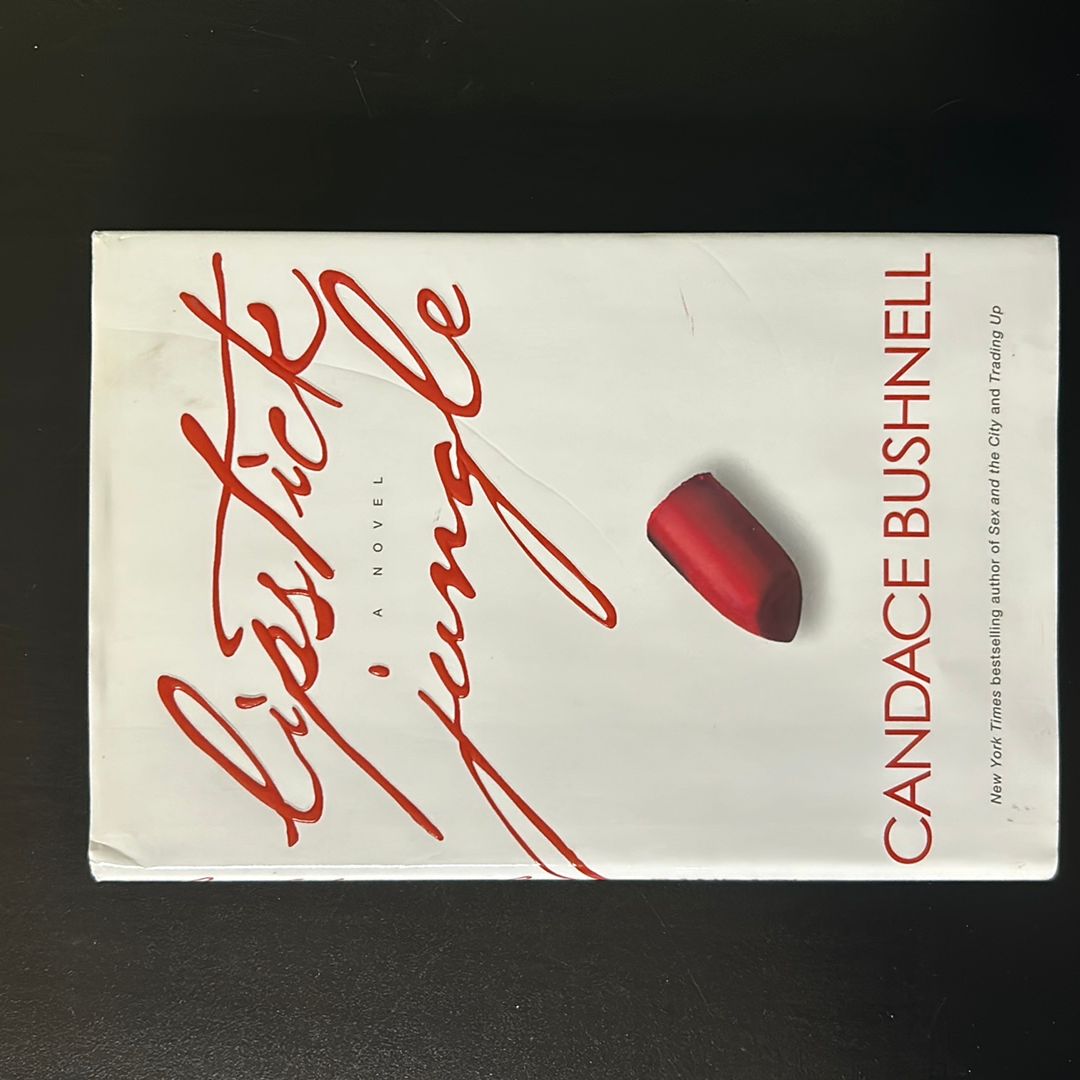 lipstick
A NOVEL
jungle
CANDACE BUSHNELL
New York Times bestselling author of Sex and the City and Trading Up